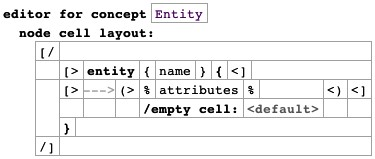 editor for concept Entity
node cell layout:
[/
[> entity { name } { <]
[> ---> (> % attributes % <) <]
/empty cell: <default>
}
/]